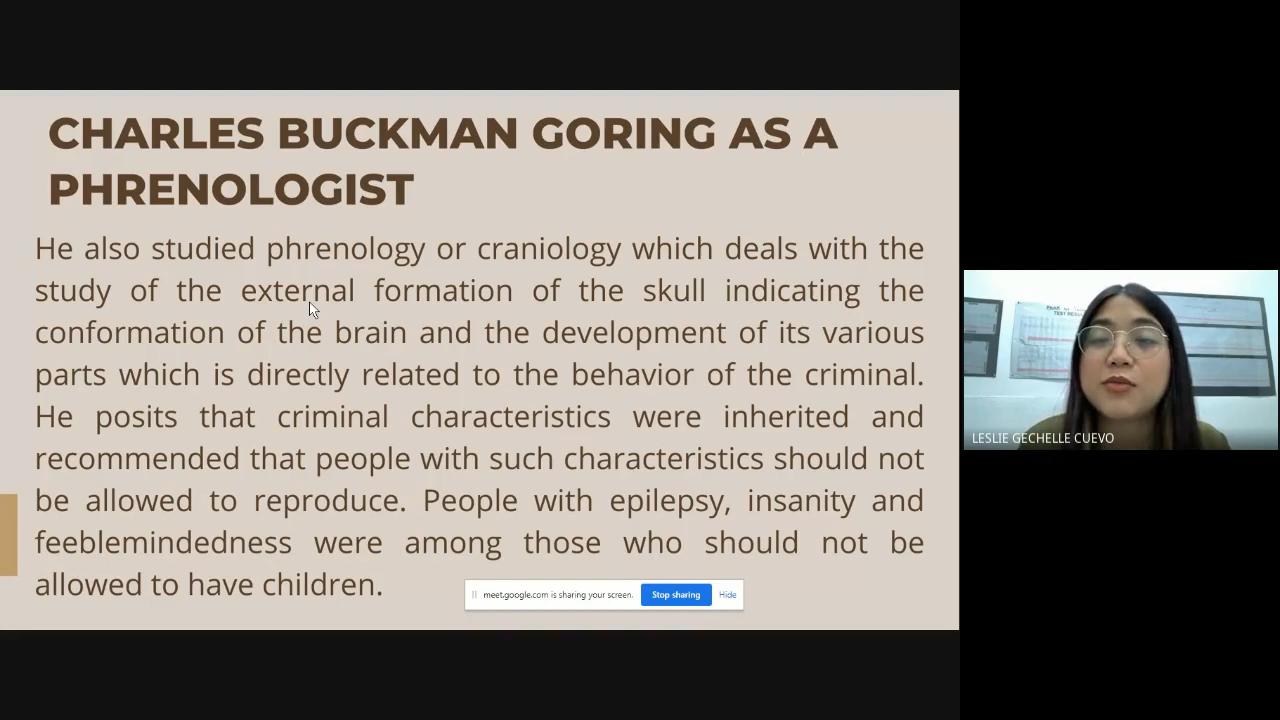 CHARLES BUCKMAN GORING AS A
PHRENOLOGIST
He also studied phrenology or craniology which deals with the
study of the external formation of the skull indicating the
conformation of the brain and the development of its various
parts which is directly related to the behavior of the criminal.
He posits that criminal characteristics were inherited and
recommended that people with such characteristics should not
be allowed to reproduce. People with epilepsy, insanity and
feeblemindedness were among those who should not be
allowed to have children.
meet.google.com is sharing your screen. Stop sharing Hide
LESLIE GECHELLE CUEVO